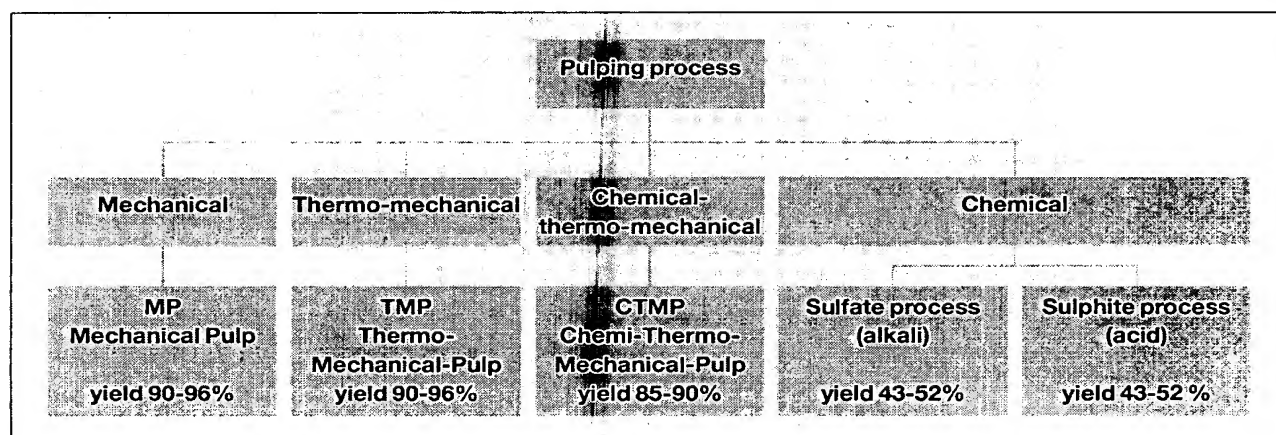 Pulping process
Mechanical
Thermo-mechanical
Chemical-
thermo-mechanical
Chemical
MP
Mechanical Pulp
yield 90-96%
TMP
Thermo-
Mechanical-Pulp
yield 90-96%
CTMP
Chemi-Thermo-
Mechanical-Pulp
yield 85-90%
Sulfate process
(alkali)
yield 43-52%
Sulphite process
(acid)
yield 43-52 %